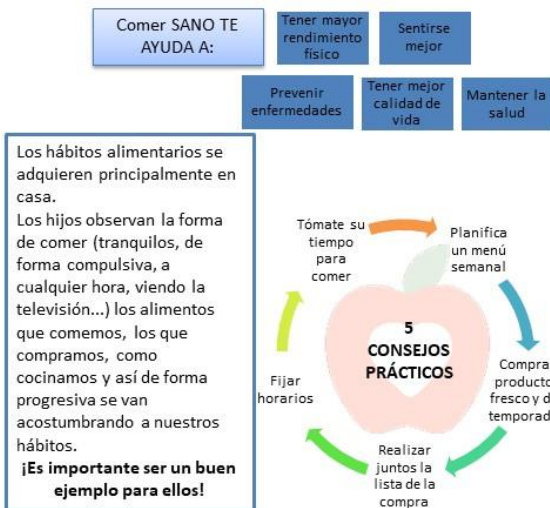 Comer SANO TE
AYUDA A:
Tener mayor
rendimiento
físico
Sentirse
mejor
Prevenir
enfermedades
Tener mejor
calidad de
vida
Mantener la
salud
Los hábitos alimentarios se
adquieren principalmente en
casa.
Los hijos observan la forma
de comer (tranquilos, de
forma compulsiva, a
cualquier hora, viendo la
televisión...) los alimentos
que comemos, los que
compramos, como
cocinamos y así de forma
progresiva se van
acostumbrando a nuestros
hábitos.
¡Es importante ser un buen
ejemplo para ellos!
5
CONSEJOS
PRÁCTICOS
Tómate su
tiempo
para
comer
Planifica
un menú
semanal
Compra
producto
fresco y d
temporad
Realizar
juntos la
lista de la
compra
Fijar
horarios